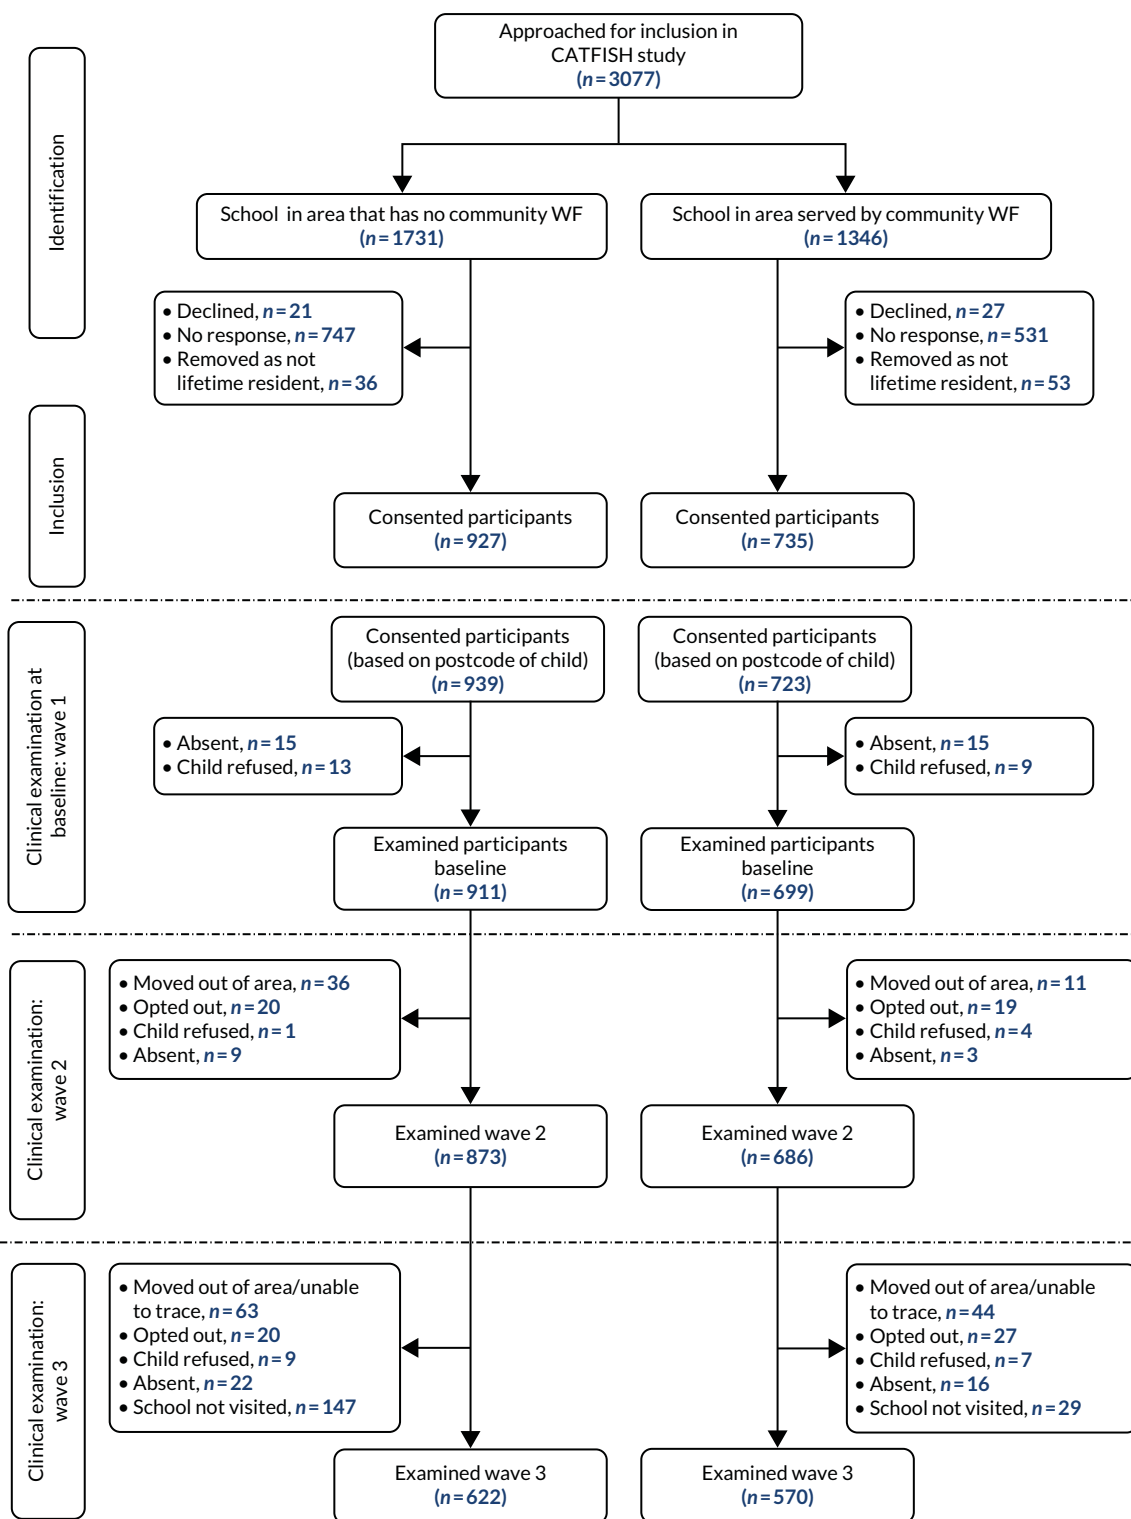 Approached for inclusion in
CATFISH study
(n=3077)
Identification
School in area that has no community WF
(n=1731)
School in area served by community WF
(n=1346)
• Declined, n=21
• No response, n=747
• Removed as not
lifetime resident, n=36
• Declined, n=27
• No response, n=531
• Removed as not
lifetime resident, n=53
Inclusion
Consented participants
(n=927)
Consented participants
(n=735)
Clinical examination at
baseline: wave 1
Consented participants
(based on postcode of child)
(n=939)
Consented participants
(based on postcode of child)
(n=723)
• Absent, n=15
• Child refused, n=13
• Absent, n=15
• Child refused, n=9
Examined participants
baseline
(n=911)
Examined participants
baseline
(n=699)
Clinical examination:
wave 2
• Moved out of area, n=36
• Opted out, n=20
• Child refused, n=1
• Absent, n=9
• Moved out of area, n=11
• Opted out, n=19
• Child refused, n=4
• Absent, n=3
Examined wave 2
(n=873)
Examined wave 2
(n=686)
Clinical examination:
wave 3
• Moved out of area/unable
to trace, n=63
• Opted out, n=20
• Child refused, n=9
• Absent, n=22
• School not visited, n=147
• Moved out of area/unable
to trace, n=44
• Opted out, n=27
• Child refused, n=7
• Absent, n=16
• School not visited, n=29
Examined wave 3
(n=622)
Examined wave 3
(n=570)